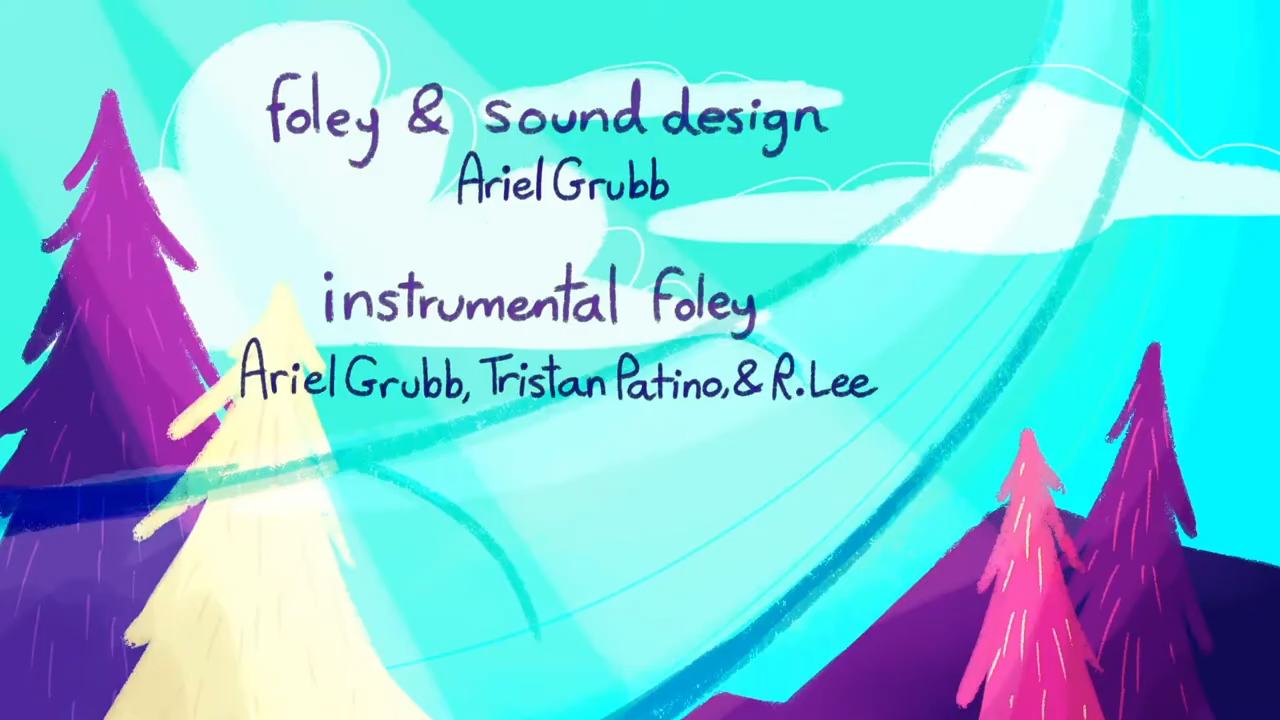 foley & sound design
Ariel Grubb
instrumental foley
Ariel Grubb, Tristan Patino, & R. Lee